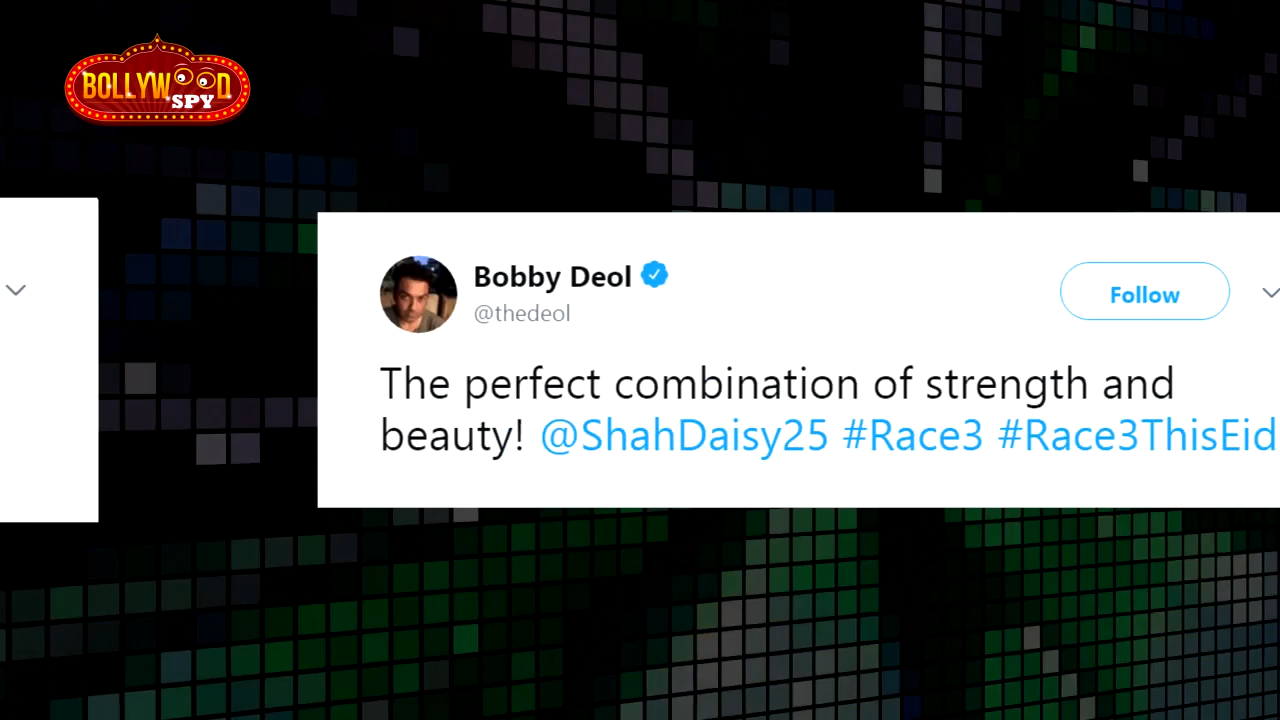 BOLLYWOOD
SPY
Bobby Deol
@thedeol
Follow
The perfect combination of strength and
beauty! @ShahDaisy25 #Race3 #Race3ThisEid